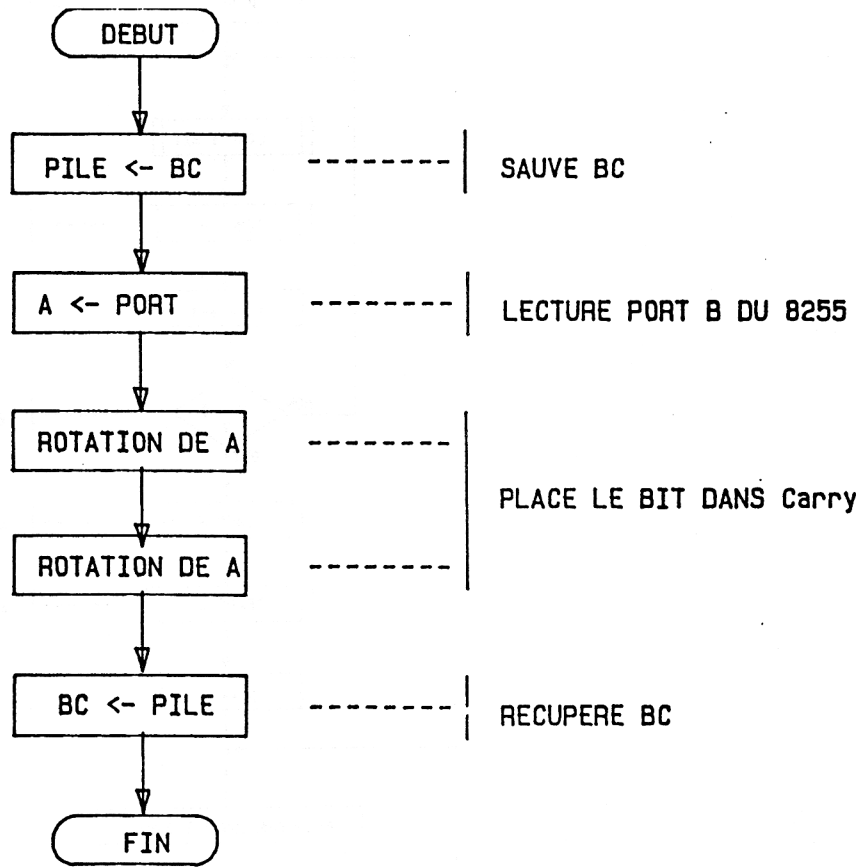 DEBUT
PILE <- BC
SAUVE BC
A <- PORT
LECTURE PORT B DU 8255
ROTATION DE A
PLACE LE BIT DANS Carry
ROTATION DE A
BC <- PILE
RECUPERE BC
FIN